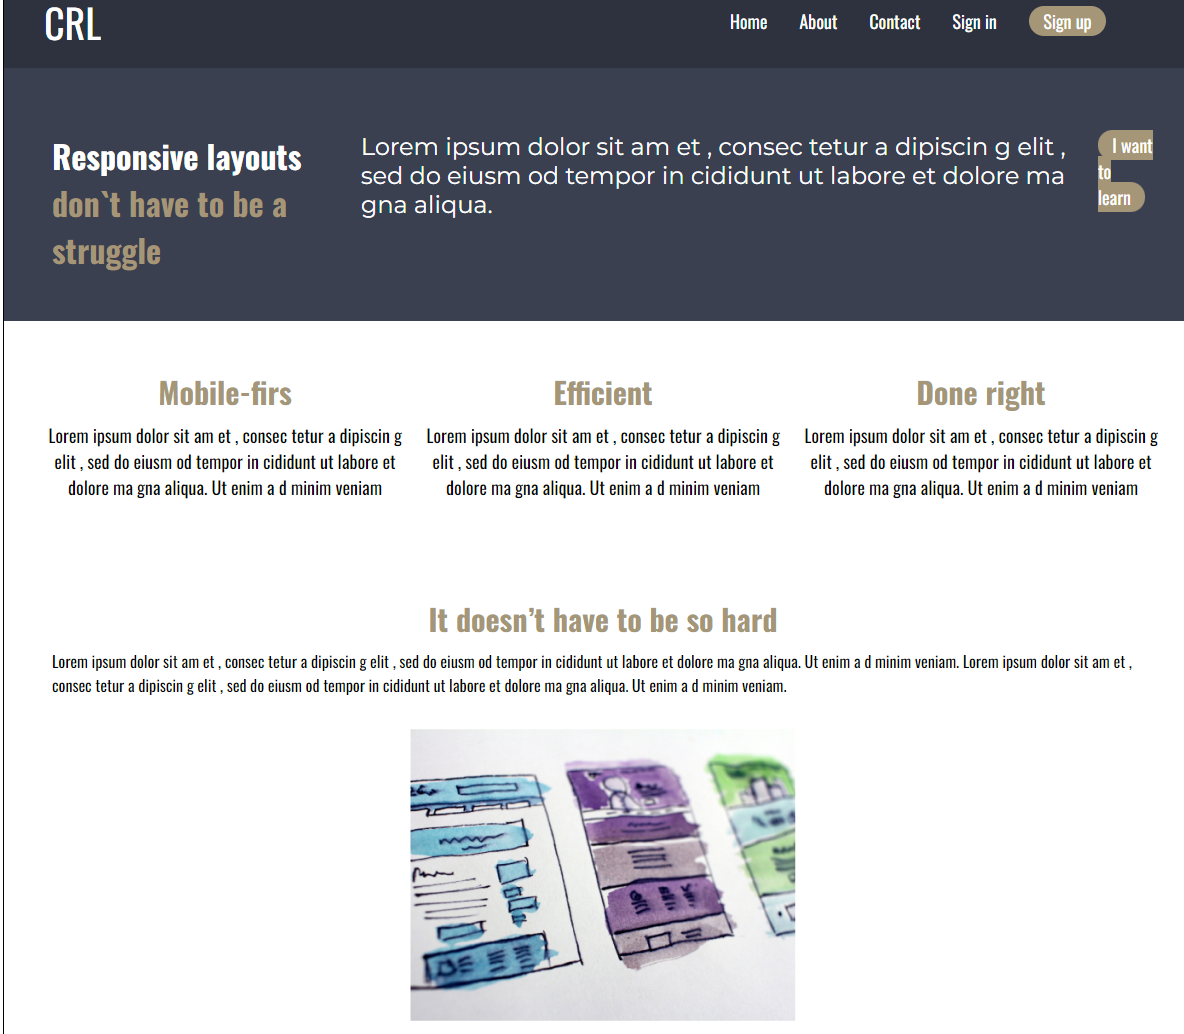 CRL
Home About Contact Sign in Sign up
Responsive layouts
don`t have to be a
struggle
Lorem ipsum dolor sit am et , consec tetur a dipiscin g elit ,
sed do eiusm od tempor in cididunt ut labore et dolore ma
gna aliqua.
I want
to
learn
Mobile-firs
Lorem ipsum dolor sit am et , consec tetur a dipiscin g
elit , sed do eiusm od tempor in cididunt ut labore et
dolore ma gna aliqua. Ut enim a d minim veniam
Efficient
Lorem ipsum dolor sit am et , consec tetur a dipiscin g
elit , sed do eiusm od tempor in cididunt ut labore et
dolore ma gna aliqua. Ut enim a d minim veniam
Done right
Lorem ipsum dolor sit am et , consec tetur a dipiscin g
elit , sed do eiusm od tempor in cididunt ut labore et
dolore ma gna aliqua. Ut enim a d minim veniam
It doesn’t have to be so hard
Lorem ipsum dolor sit am et , consec tetur a dipiscin g elit , sed do eiusm od tempor in cididunt ut labore et dolore ma gna aliqua. Ut enim a d minim veniam. Lorem ipsum dolor sit am et ,
consec tetur a dipiscin g elit , sed do eiusm od tempor in cididunt ut labore et dolore ma gna aliqua. Ut enim a d minim veniam.